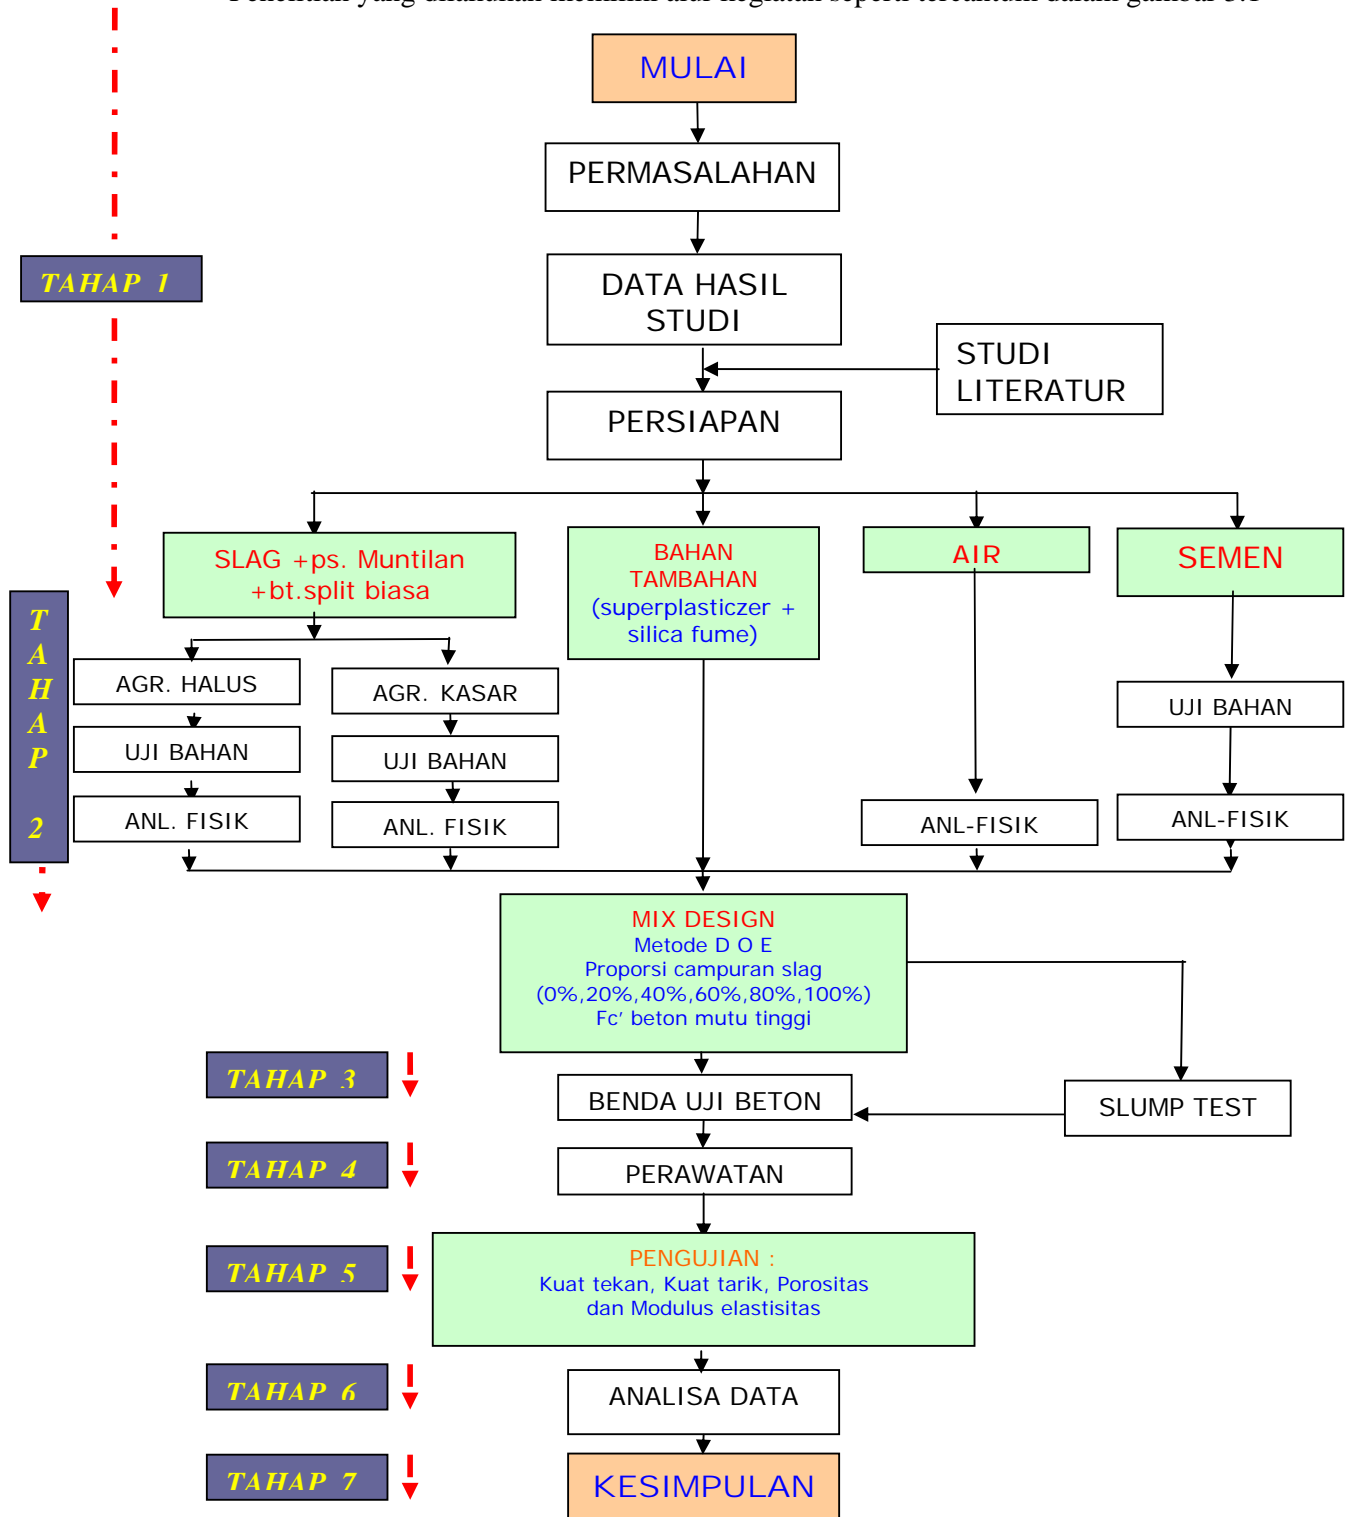 MULAI
PERMASALAHAN
TAHAP 1
DATA HASIL
STUDI
STUDI
LITERATUR
PERSIAPAN
SLAG +ps. Muntilan
+bt.split biasa
BAHAN
TAMBAHAN
(superplasticzer +
silica fume)
AIR
SEMEN
TAHAP 2
AGR. HALUS
AGR. KASAR
UJI BAHAN
UJI BAHAN
UJI BAHAN
ANL. FISIK
ANL. FISIK
ANL-FISIK
ANL-FISIK
MIX DESIGN
Metode D O E
Proporsi campuran slag
(0%,20%,40%,60%,80%,100%)
Fc' beton mutu tinggi
TAHAP 3
BENDA UJI BETON
SLUMP TEST
TAHAP 4
PERAWATAN
TAHAP 5
PENGUJIAN :
Kuat tekan, Kuat tarik, Porositas
dan Modulus elastisitas
TAHAP 6
ANALISA DATA
TAHAP 7
KESIMPULAN